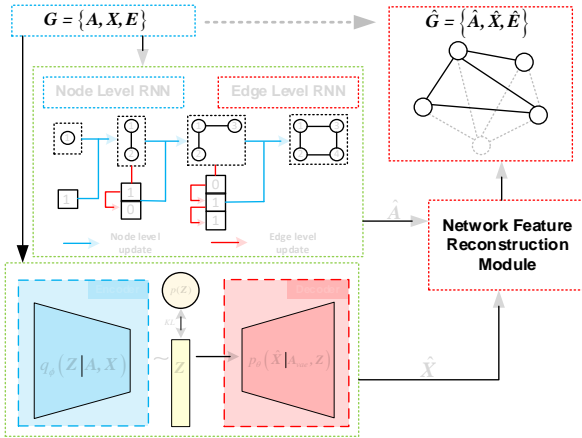 G = {A, X, E}
Ĝ = {Â, X̂, Ê}
Node Level RNN
Edge Level RNN
1
1
0
0
1
1
Node level
update
Edge level
update
Â
Network Feature
Reconstruction
Module
p(Z)
KL
q_ϕ(Z|A, X)
~
Z
X̂